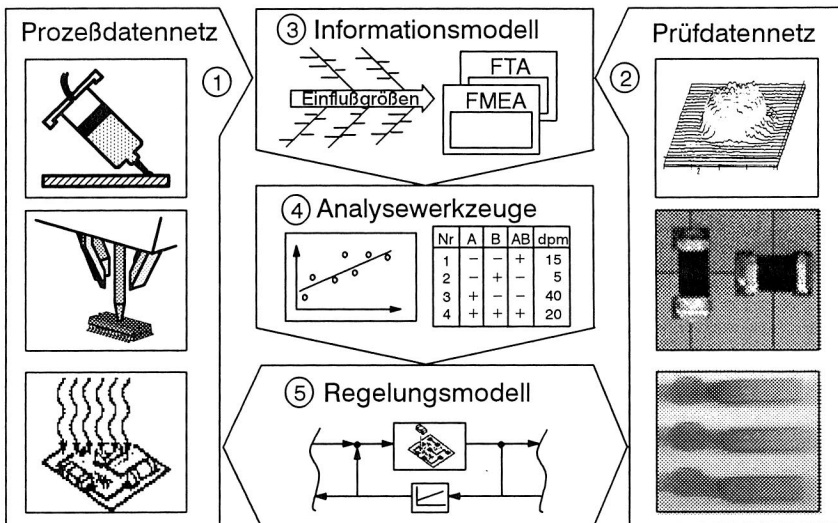 Prozeßdatennetz
①
③ Informationsmodell
Einflußgrößen
FTA
FMEA
Prüfdatennetz
②
④ Analysewerkzeuge
Nr A B AB dpm
1 − − + 15
2 − + − 5
3 + − − 40
4 + + + 20
⑤ Regelungsmodell